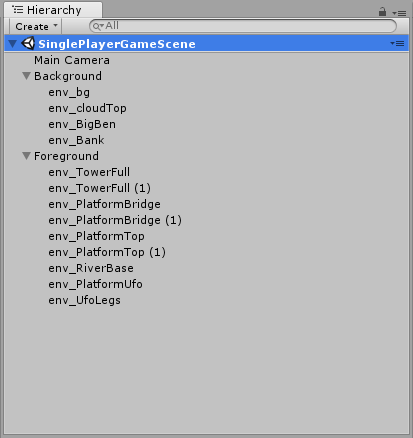 Hierarchy
Create All
SinglePlayerGameScene
Main Camera
Background
env_bg
env_cloudTop
env_BigBen
env_Bank
Foreground
env_TowerFull
env_TowerFull (1)
env_PlatformBridge
env_PlatformBridge (1)
env_PlatformTop
env_PlatformTop (1)
env_RiverBase
env_PlatformUfo
env_UfoLegs